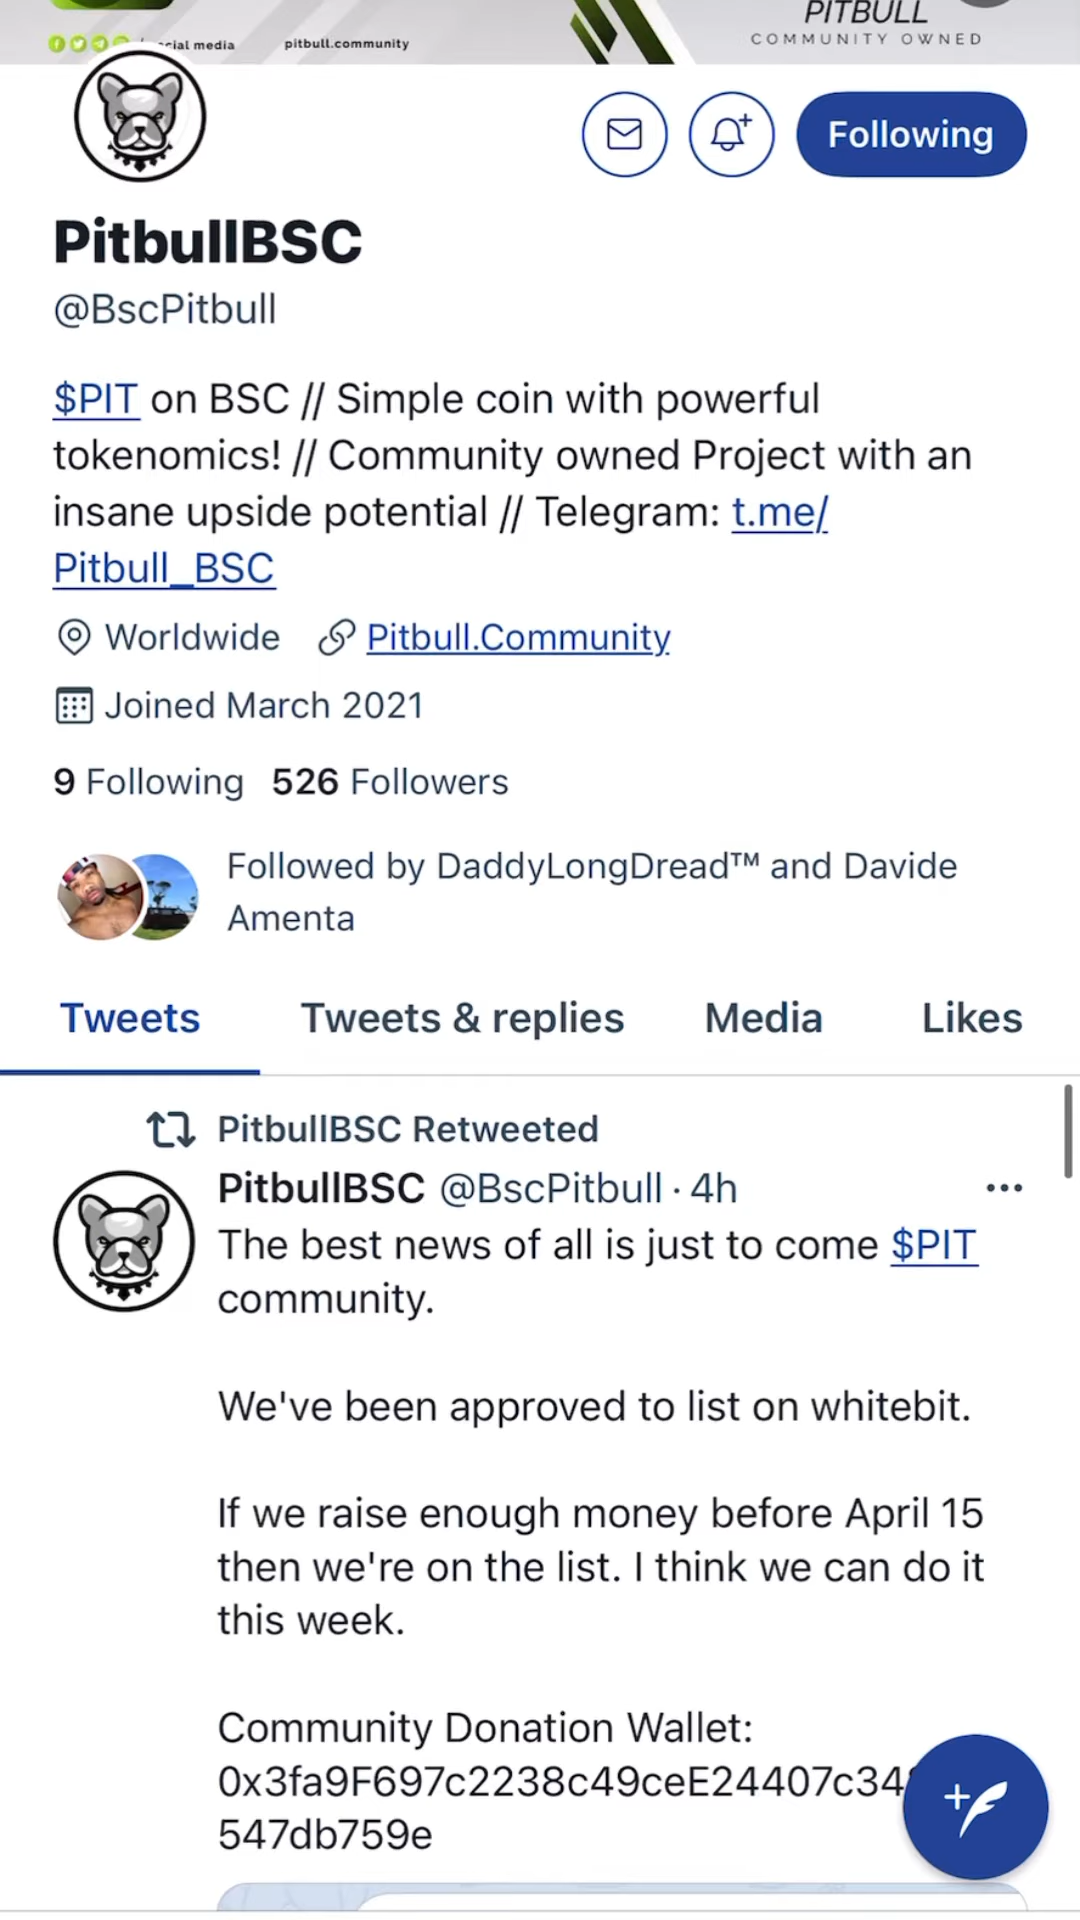 PITBULL
COMMUNITY OWNED
social media pitbull.community
Following
PitbullBSC
@BscPitbull
$PIT on BSC // Simple coin with powerful
tokenomics! // Community owned Project with an
insane upside potential // Telegram: t.me/
Pitbull_BSC
Worldwide Pitbull.Community
Joined March 2021
9 Following 526 Followers
Followed by DaddyLongDread™ and Davide
Amenta
Tweets Tweets & replies Media Likes
PitbullBSC Retweeted
PitbullBSC @BscPitbull · 4h
The best news of all is just to come $PIT
community.
We've been approved to list on whitebit.
If we raise enough money before April 15
then we're on the list. I think we can do it
this week.
Community Donation Wallet:
0x3fa9F697c2238c49ceE24407c34
547db759e